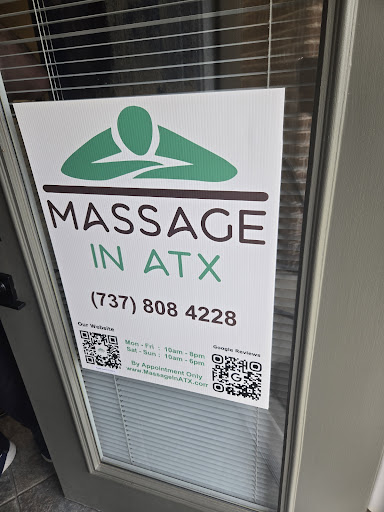 MASSAGE
IN ATX
(737) 808 4228
Our Website
Google Reviews
Mon - Fri : 10am - 8pm
Sat - Sun : 10am - 6pm
By Appointment Only
www.MassageInATX.com
G